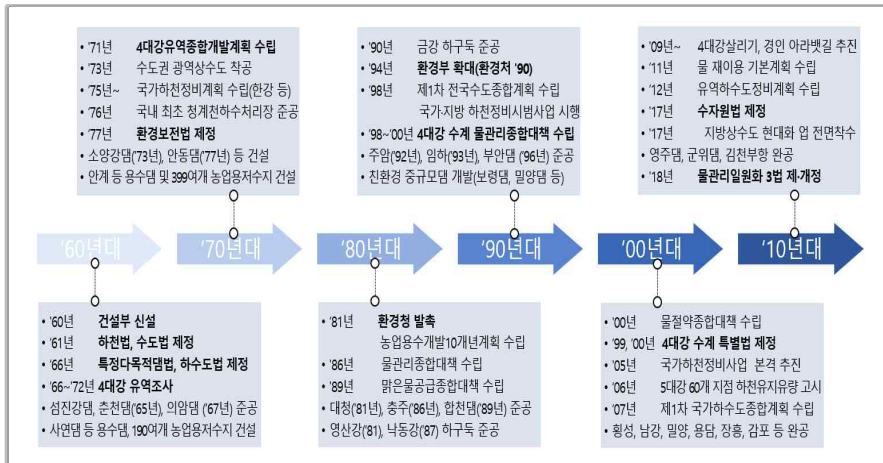 • '71년 4대강유역종합개발계획 수립
• '73년 수도권 광역상수도 착공
• '75년~ 국가하천정비계획 수립(한강 등)
• '76년 국내 최초 청계천하수처리장 준공
• '77년 환경보전법 제정
• 소양강댐('73년), 안동댐('77년) 등 건설
• 안계 등 용수댐 및 399여개 농업용저수지 건설
• '90년 금강 하구둑 준공
• '94년 환경부 확대(환경처 '90)
• '98년 제1차 전국수도종합계획 수립
국가·지방 하천정비시범사업 시행
• '98~'00년 4대강 수계 물관리종합대책 수립
• 주암('92년), 임하('93년), 부안댐 ('96년) 준공
• 친환경 중규모댐 개발(보령댐, 밀양댐 등)
• '09년~ 4대강살리기, 경인 아라뱃길 추진
• '11년 물 재이용 기본계획 수립
• '12년 유역하수도정비계획 수립
• '17년 수자원법 제정
• '17년 지방상수도 현대화 업 전면착수
• 영주댐, 군위댐, 김천부항 완공
• '18년 물관리일원화 3법 제·개정
'60년대 '70년대 '80년대 '90년대 '00년대 '10년대
• '60년 건설부 신설
• '61년 하천법, 수도법 제정
• '66년 특정다목적댐법, 하수도법 제정
• '66~'72년 4대강 유역조사
• 섬진강댐, 춘천댐('65년), 의암댐 ('67년) 준공
• 사연댐 등 용수댐, 190여개 농업용저수지 건설
• '81년 환경청 발족
농업용수개발10개년계획 수립
• '86년 물관리종합대책 수립
• '89년 맑은물공급종합대책 수립
• 대청('81년), 충주('86년), 합천댐('89년) 준공
• 영산강('81), 낙동강('87) 하구둑 준공
• '00년 물절약종합대책 수립
• '99, '00년 4대강 수계 특별법 제정
• '05년 국가하천정비사업 본격 추진
• '06년 5대강 60개 지점 하천유지유량 고시
• '07년 제1차 국가하수도종합계획 수립
• 횡성, 남강, 밀양, 용담, 장흥, 감포 등 완공